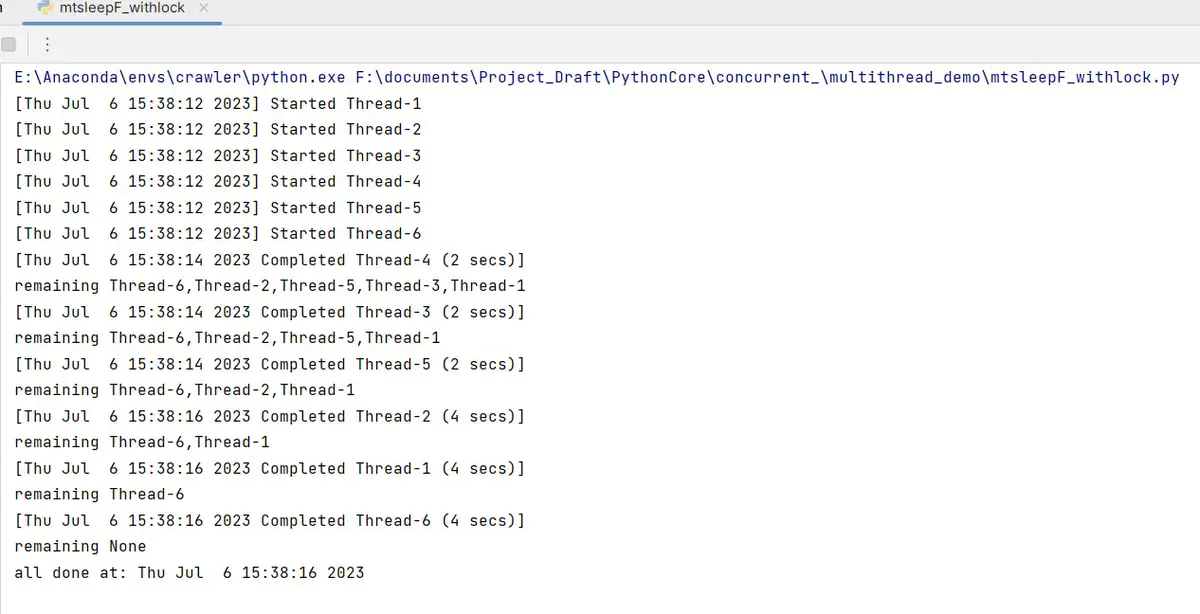 mtsleepF_withlock
E:\Anaconda\envs\crawler\python.exe F:\documents\Project_Draft\PythonCore\concurrent_\multithread_demo\mtsleepF_withlock.py
[Thu Jul  6 15:38:12 2023] Started Thread-1
[Thu Jul  6 15:38:12 2023] Started Thread-2
[Thu Jul  6 15:38:12 2023] Started Thread-3
[Thu Jul  6 15:38:12 2023] Started Thread-4
[Thu Jul  6 15:38:12 2023] Started Thread-5
[Thu Jul  6 15:38:12 2023] Started Thread-6
[Thu Jul  6 15:38:14 2023 Completed Thread-4 (2 secs)]
remaining Thread-6,Thread-2,Thread-5,Thread-3,Thread-1
[Thu Jul  6 15:38:14 2023 Completed Thread-3 (2 secs)]
remaining Thread-6,Thread-2,Thread-5,Thread-1
[Thu Jul  6 15:38:14 2023 Completed Thread-5 (2 secs)]
remaining Thread-6,Thread-2,Thread-1
[Thu Jul  6 15:38:16 2023 Completed Thread-2 (4 secs)]
remaining Thread-6,Thread-1
[Thu Jul  6 15:38:16 2023 Completed Thread-1 (4 secs)]
remaining Thread-6
[Thu Jul  6 15:38:16 2023 Completed Thread-6 (4 secs)]
remaining None
all done at: Thu Jul  6 15:38:16 2023